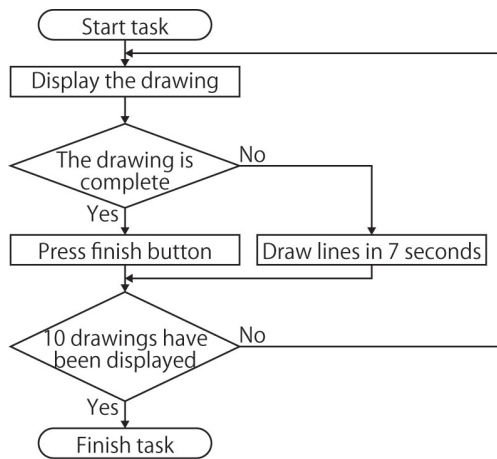 Start task
Display the drawing
The drawing is
complete
No
Yes
Press finish button
Draw lines in 7 seconds
10 drawings have
been displayed
No
Yes
Finish task